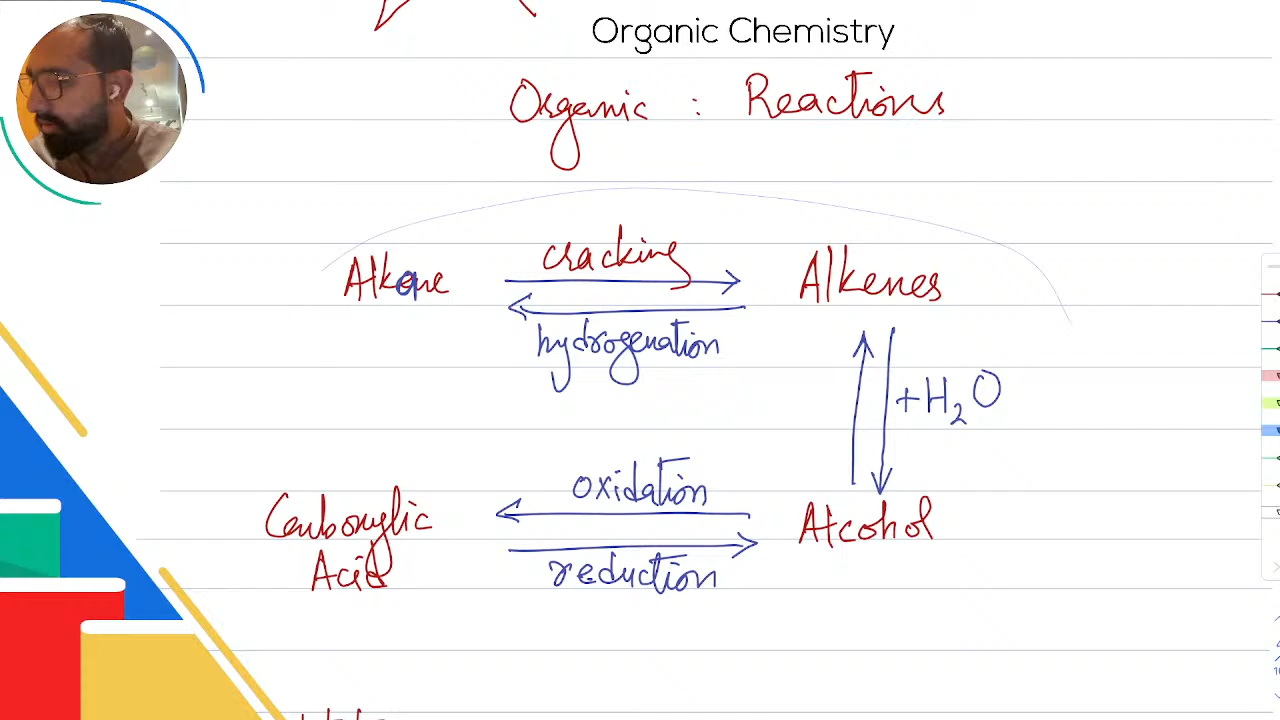 Organic Chemistry
Organic : Reactions
Alkane
cracking
Alkenes
hydrogenation
+H₂O
oxidation
Carboxylic
Acid
Alcohol
reduction